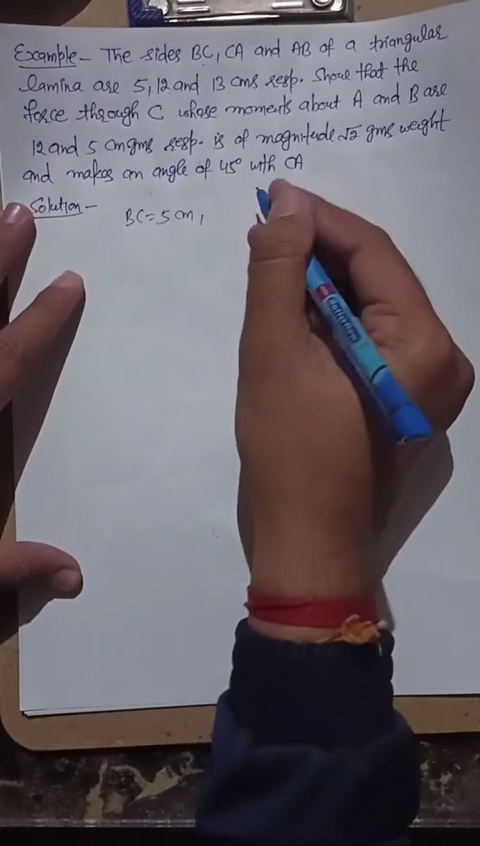 Example- The sides BC, CA and AB of a triangular
lamina are 5, 12 and 13 cms resp. Show that the
force through C whose moments about A and B are
12 and 5 cmgms resp. is of magnitude √2 gms weight
and makes an angle of 45° with CA
Solution-
BC = 5 cm,